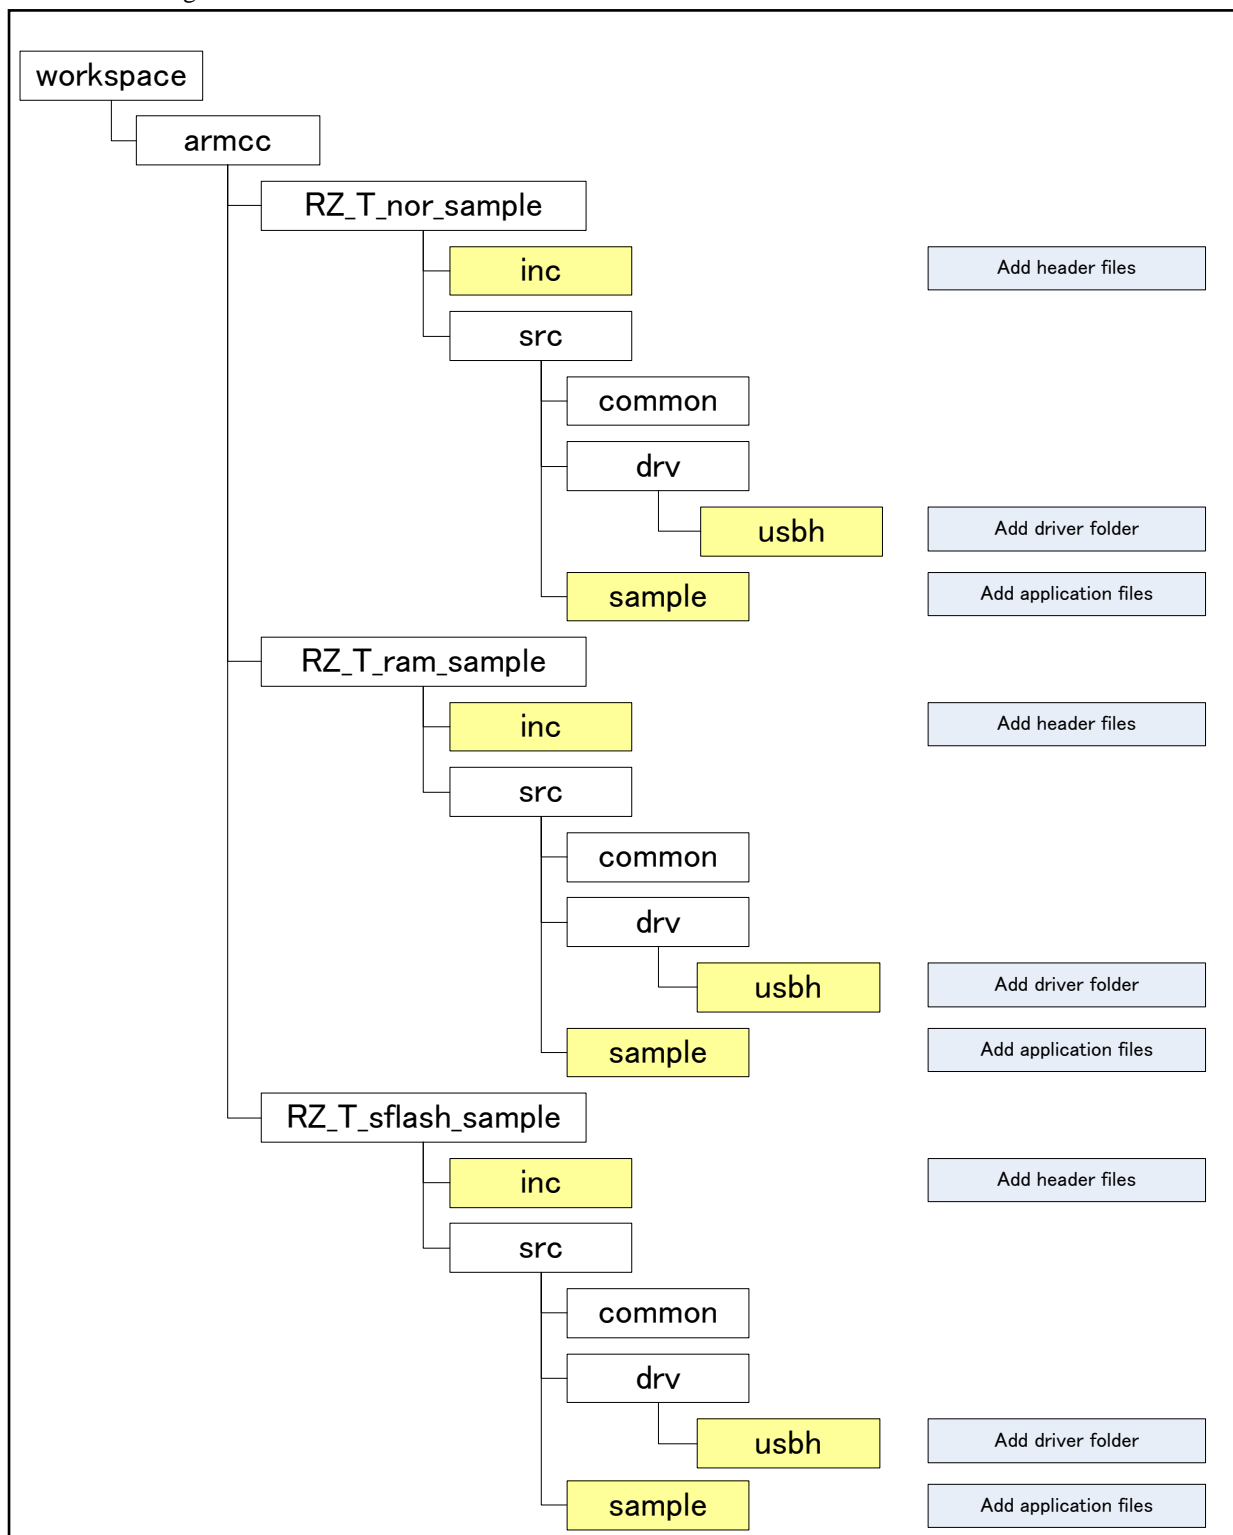 workspace
armcc
RZ_T_nor_sample
inc
Add header files
src
common
drv
usbh
Add driver folder
sample
Add application files
RZ_T_ram_sample
inc
Add header files
src
common
drv
usbh
Add driver folder
sample
Add application files
RZ_T_sflash_sample
inc
Add header files
src
common
drv
usbh
Add driver folder
sample
Add application files